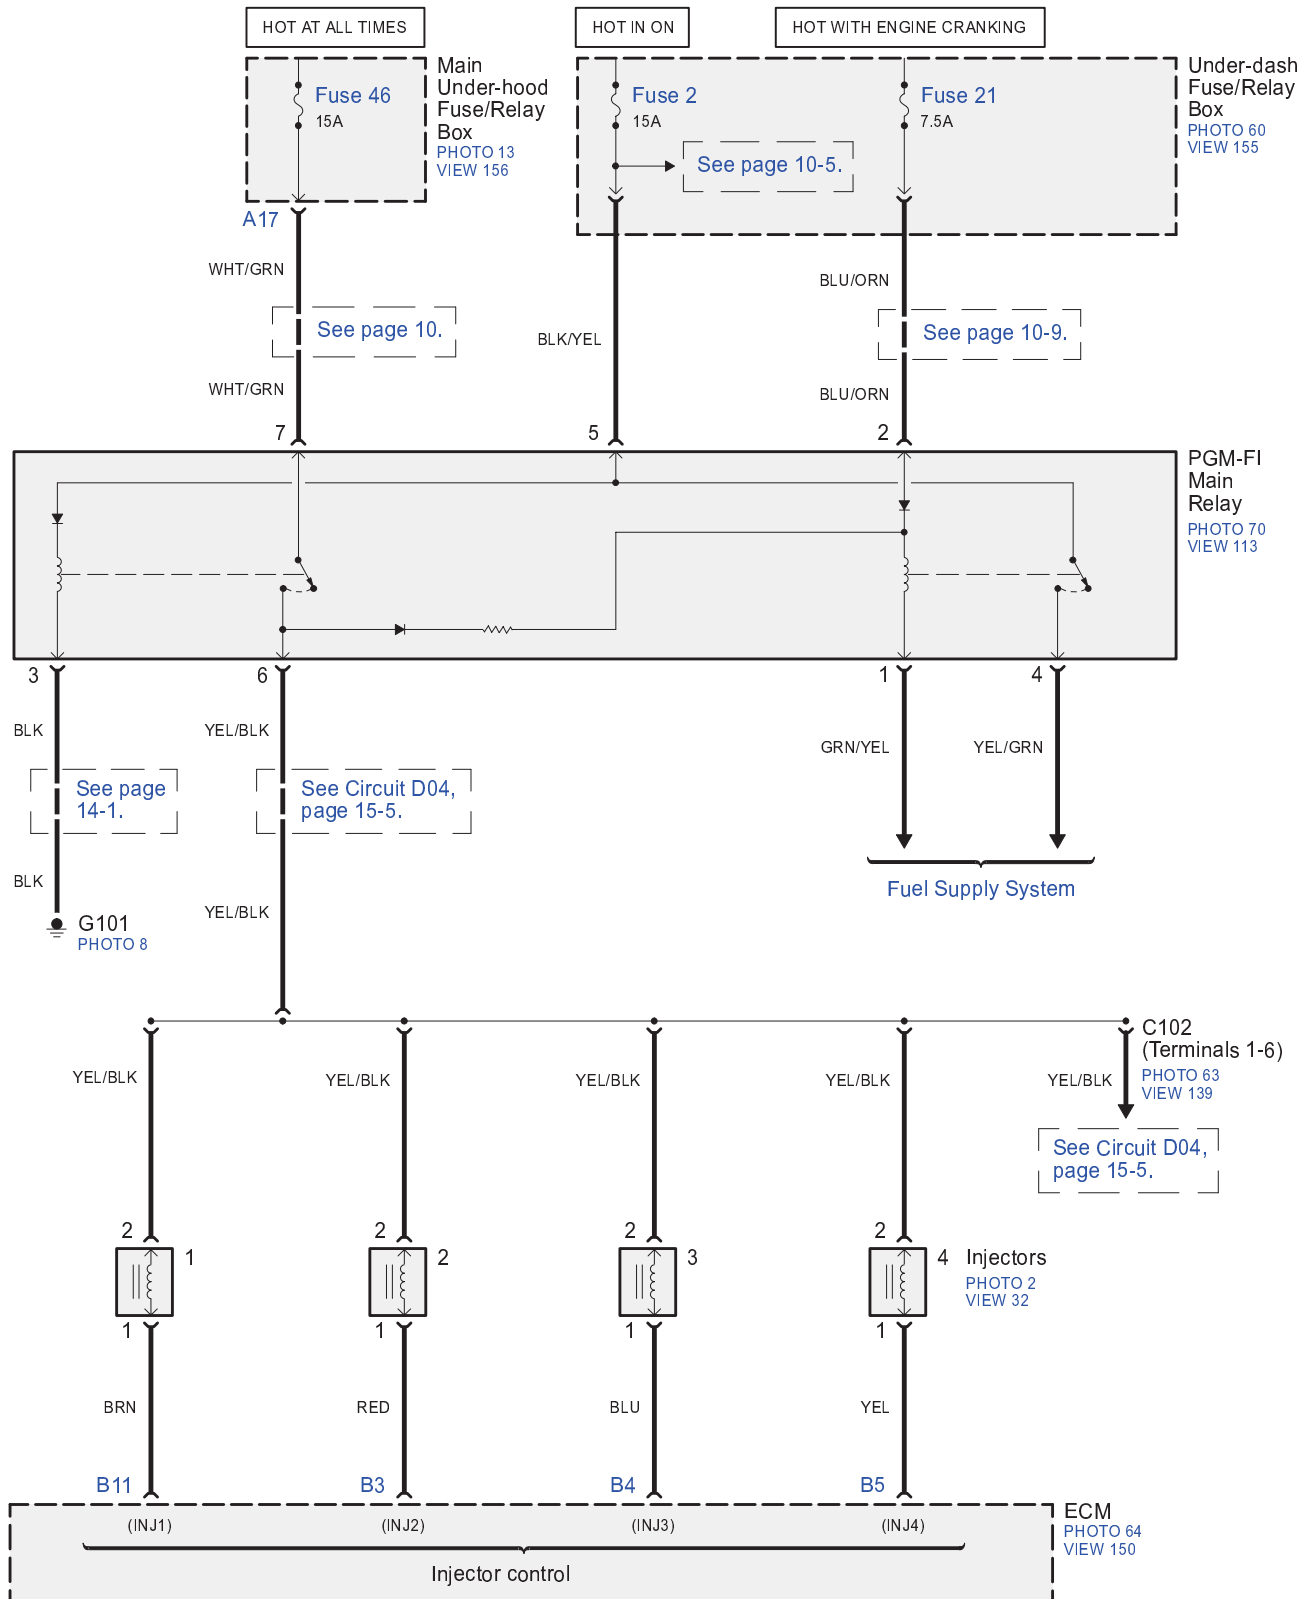 HOT AT ALL TIMES
HOT IN ON
HOT WITH ENGINE CRANKING
Main
Under-hood
Fuse/Relay
Box
PHOTO 13
VIEW 156
Fuse 46
15A
Fuse 2
15A
See page 10-5.
Fuse 21
7.5A
Under-dash
Fuse/Relay
Box
PHOTO 60
VIEW 155
A17
WHT/GRN
See page 10.
WHT/GRN
BLK/YEL
BLU/ORN
See page 10-9.
BLU/ORN
7
5
2
PGM-FI
Main
Relay
PHOTO 70
VIEW 113
3
6
1
4
BLK
YEL/BLK
GRN/YEL
YEL/GRN
See page
14-1.
See Circuit D04,
page 15-5.
BLK
YEL/BLK
Fuel Supply System
G101
PHOTO 8
C102
(Terminals 1-6)
PHOTO 63
VIEW 139
YEL/BLK
YEL/BLK
YEL/BLK
YEL/BLK
YEL/BLK
See Circuit D04,
page 15-5.
2
2
2
2
1
2
3
4
Injectors
PHOTO 2
VIEW 32
1
1
1
1
BRN
RED
BLU
YEL
B11
B3
B4
B5
ECM
PHOTO 64
VIEW 150
(INJ1)
(INJ2)
(INJ3)
(INJ4)
Injector control